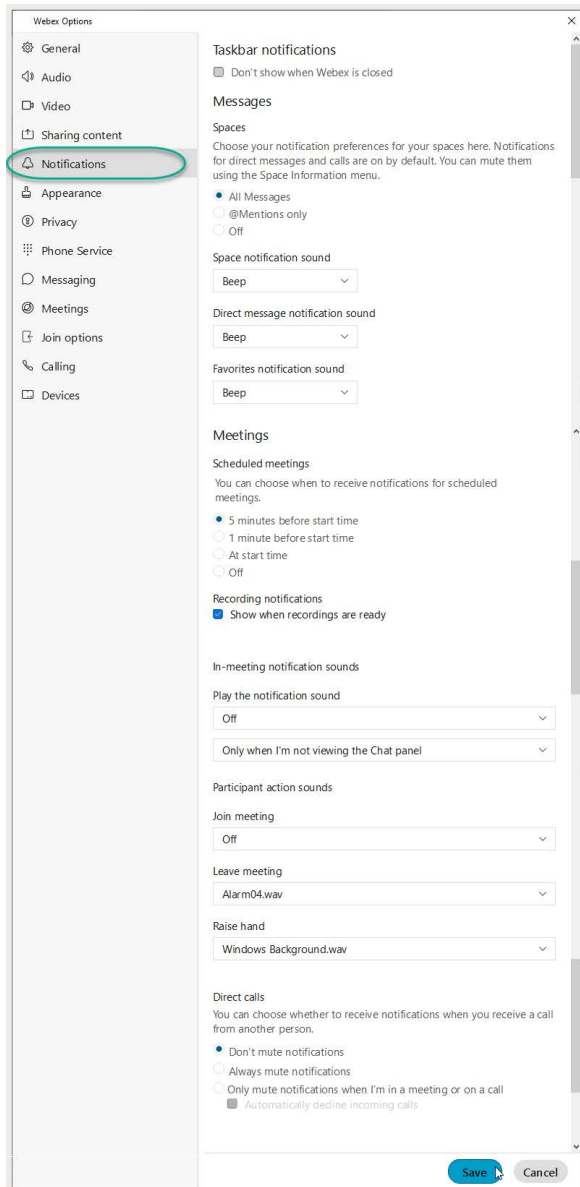 Webex Options
General
Audio
Video
Sharing content
Notifications
Appearance
Privacy
Phone Service
Messaging
Meetings
Join options
Calling
Devices
Taskbar notifications
Don't show when Webex is closed
Messages
Spaces
Choose your notification preferences for your spaces here. Notifications
for direct messages and calls are on by default. You can mute them
using the Space Information menu.
All Messages
@Mentions only
Off
Space notification sound
Beep
Direct message notification sound
Beep
Favorites notification sound
Beep
Meetings
Scheduled meetings
You can choose when to receive notifications for scheduled
meetings.
5 minutes before start time
1 minute before start time
At start time
Off
Recording notifications
Show when recordings are ready
In-meeting notification sounds
Play the notification sound
Off
Only when I'm not viewing the Chat panel
Participant action sounds
Join meeting
Off
Leave meeting
Alarm04.wav
Raise hand
Windows Background.wav
Direct calls
You can choose whether to receive notifications when you receive a call
from another person.
Don't mute notifications
Always mute notifications
Only mute notifications when I'm in a meeting or on a call
Automatically decline incoming calls
Save
Cancel